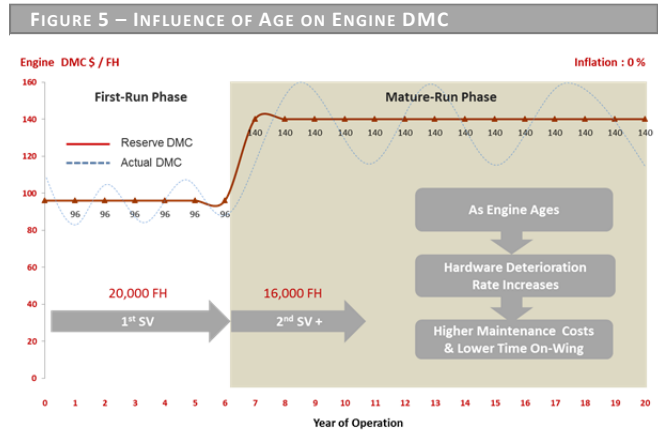 FIGURE 5 – INFLUENCE OF AGE ON ENGINE DMC
Engine DMC $ / FH
Inflation : 0 %
160
140
120
100
80
60
40
20
0
First-Run Phase
Mature-Run Phase
Reserve DMC
Actual DMC
96 96 96 96 96 96
140 140 140 140 140 140 140 140 140 140 140 140 140 140
As Engine Ages
Hardware Deterioration
Rate Increases
Higher Maintenance Costs
& Lower Time On-Wing
20,000 FH
1st SV
16,000 FH
2nd SV +
0 1 2 3 4 5 6 7 8 9 10 11 12 13 14 15 16 17 18 19 20
Year of Operation